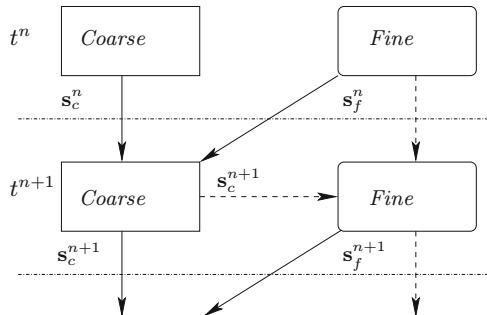 t^n Coarse Fine
s_c^n s_f^n
t^{n+1} Coarse s_c^{n+1} Fine
s_c^{n+1} s_f^{n+1}